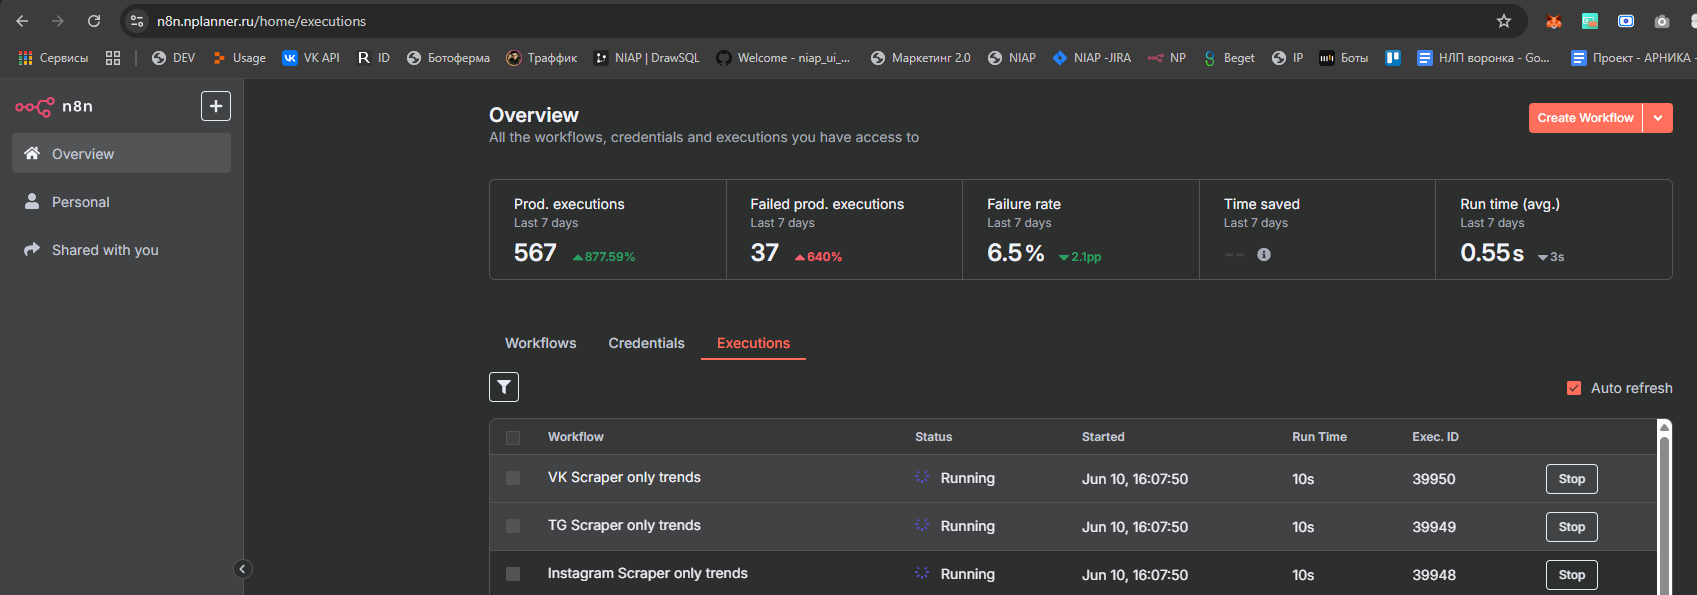 n8n.nplanner.ru/home/executions
Сервисы DEV Usage VK API ID Ботоферма Траффик NIAP | DrawSQL Welcome - niap_ui_... Маркетинг 2.0 NIAP NIAP -JIRA NP Beget IP Боты НЛП воронка - Go... Проект - АРНИКА -
n8n
Overview
Personal
Shared with you
Overview
All the workflows, credentials and executions you have access to
Create Workflow
Prod. executions
Last 7 days
567 877.59%
Failed prod. executions
Last 7 days
37 640%
Failure rate
Last 7 days
6.5% 2.1pp
Time saved
Last 7 days
--
Run time (avg.)
Last 7 days
0.55s 3s
Workflows Credentials Executions
Auto refresh
Workflow Status Started Run Time Exec. ID
VK Scraper only trends Running Jun 10, 16:07:50 10s 39950 Stop
TG Scraper only trends Running Jun 10, 16:07:50 10s 39949 Stop
Instagram Scraper only trends Running Jun 10, 16:07:50 10s 39948 Stop